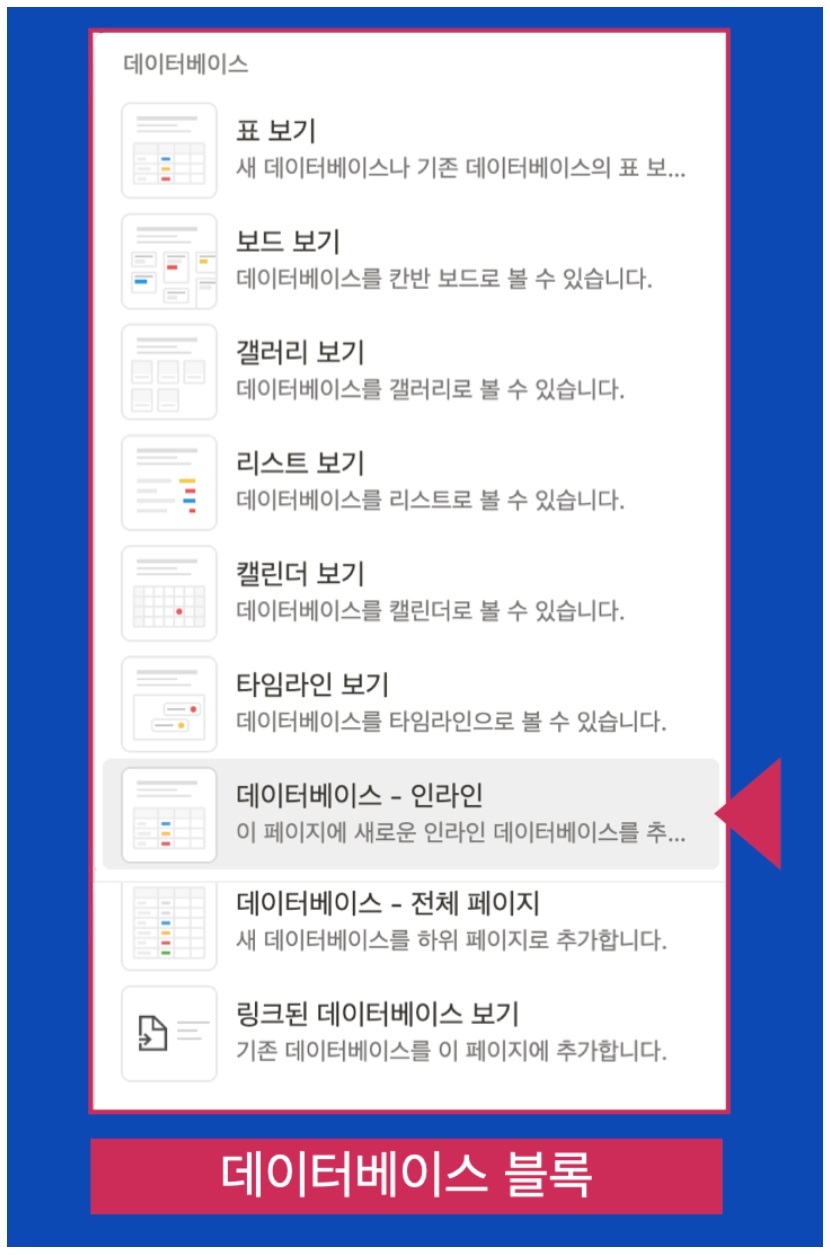 데이터베이스
표 보기
새 데이터베이스나 기존 데이터베이스의 표 보...
보드 보기
데이터베이스를 칸반 보드로 볼 수 있습니다.
갤러리 보기
데이터베이스를 갤러리로 볼 수 있습니다.
리스트 보기
데이터베이스를 리스트로 볼 수 있습니다.
캘린더 보기
데이터베이스를 캘린더로 볼 수 있습니다.
타임라인 보기
데이터베이스를 타임라인으로 볼 수 있습니다.
데이터베이스 - 인라인
이 페이지에 새로운 인라인 데이터베이스를 추...
데이터베이스 - 전체 페이지
새 데이터베이스를 하위 페이지로 추가합니다.
링크된 데이터베이스 보기
기존 데이터베이스를 이 페이지에 추가합니다.
데이터베이스 블록